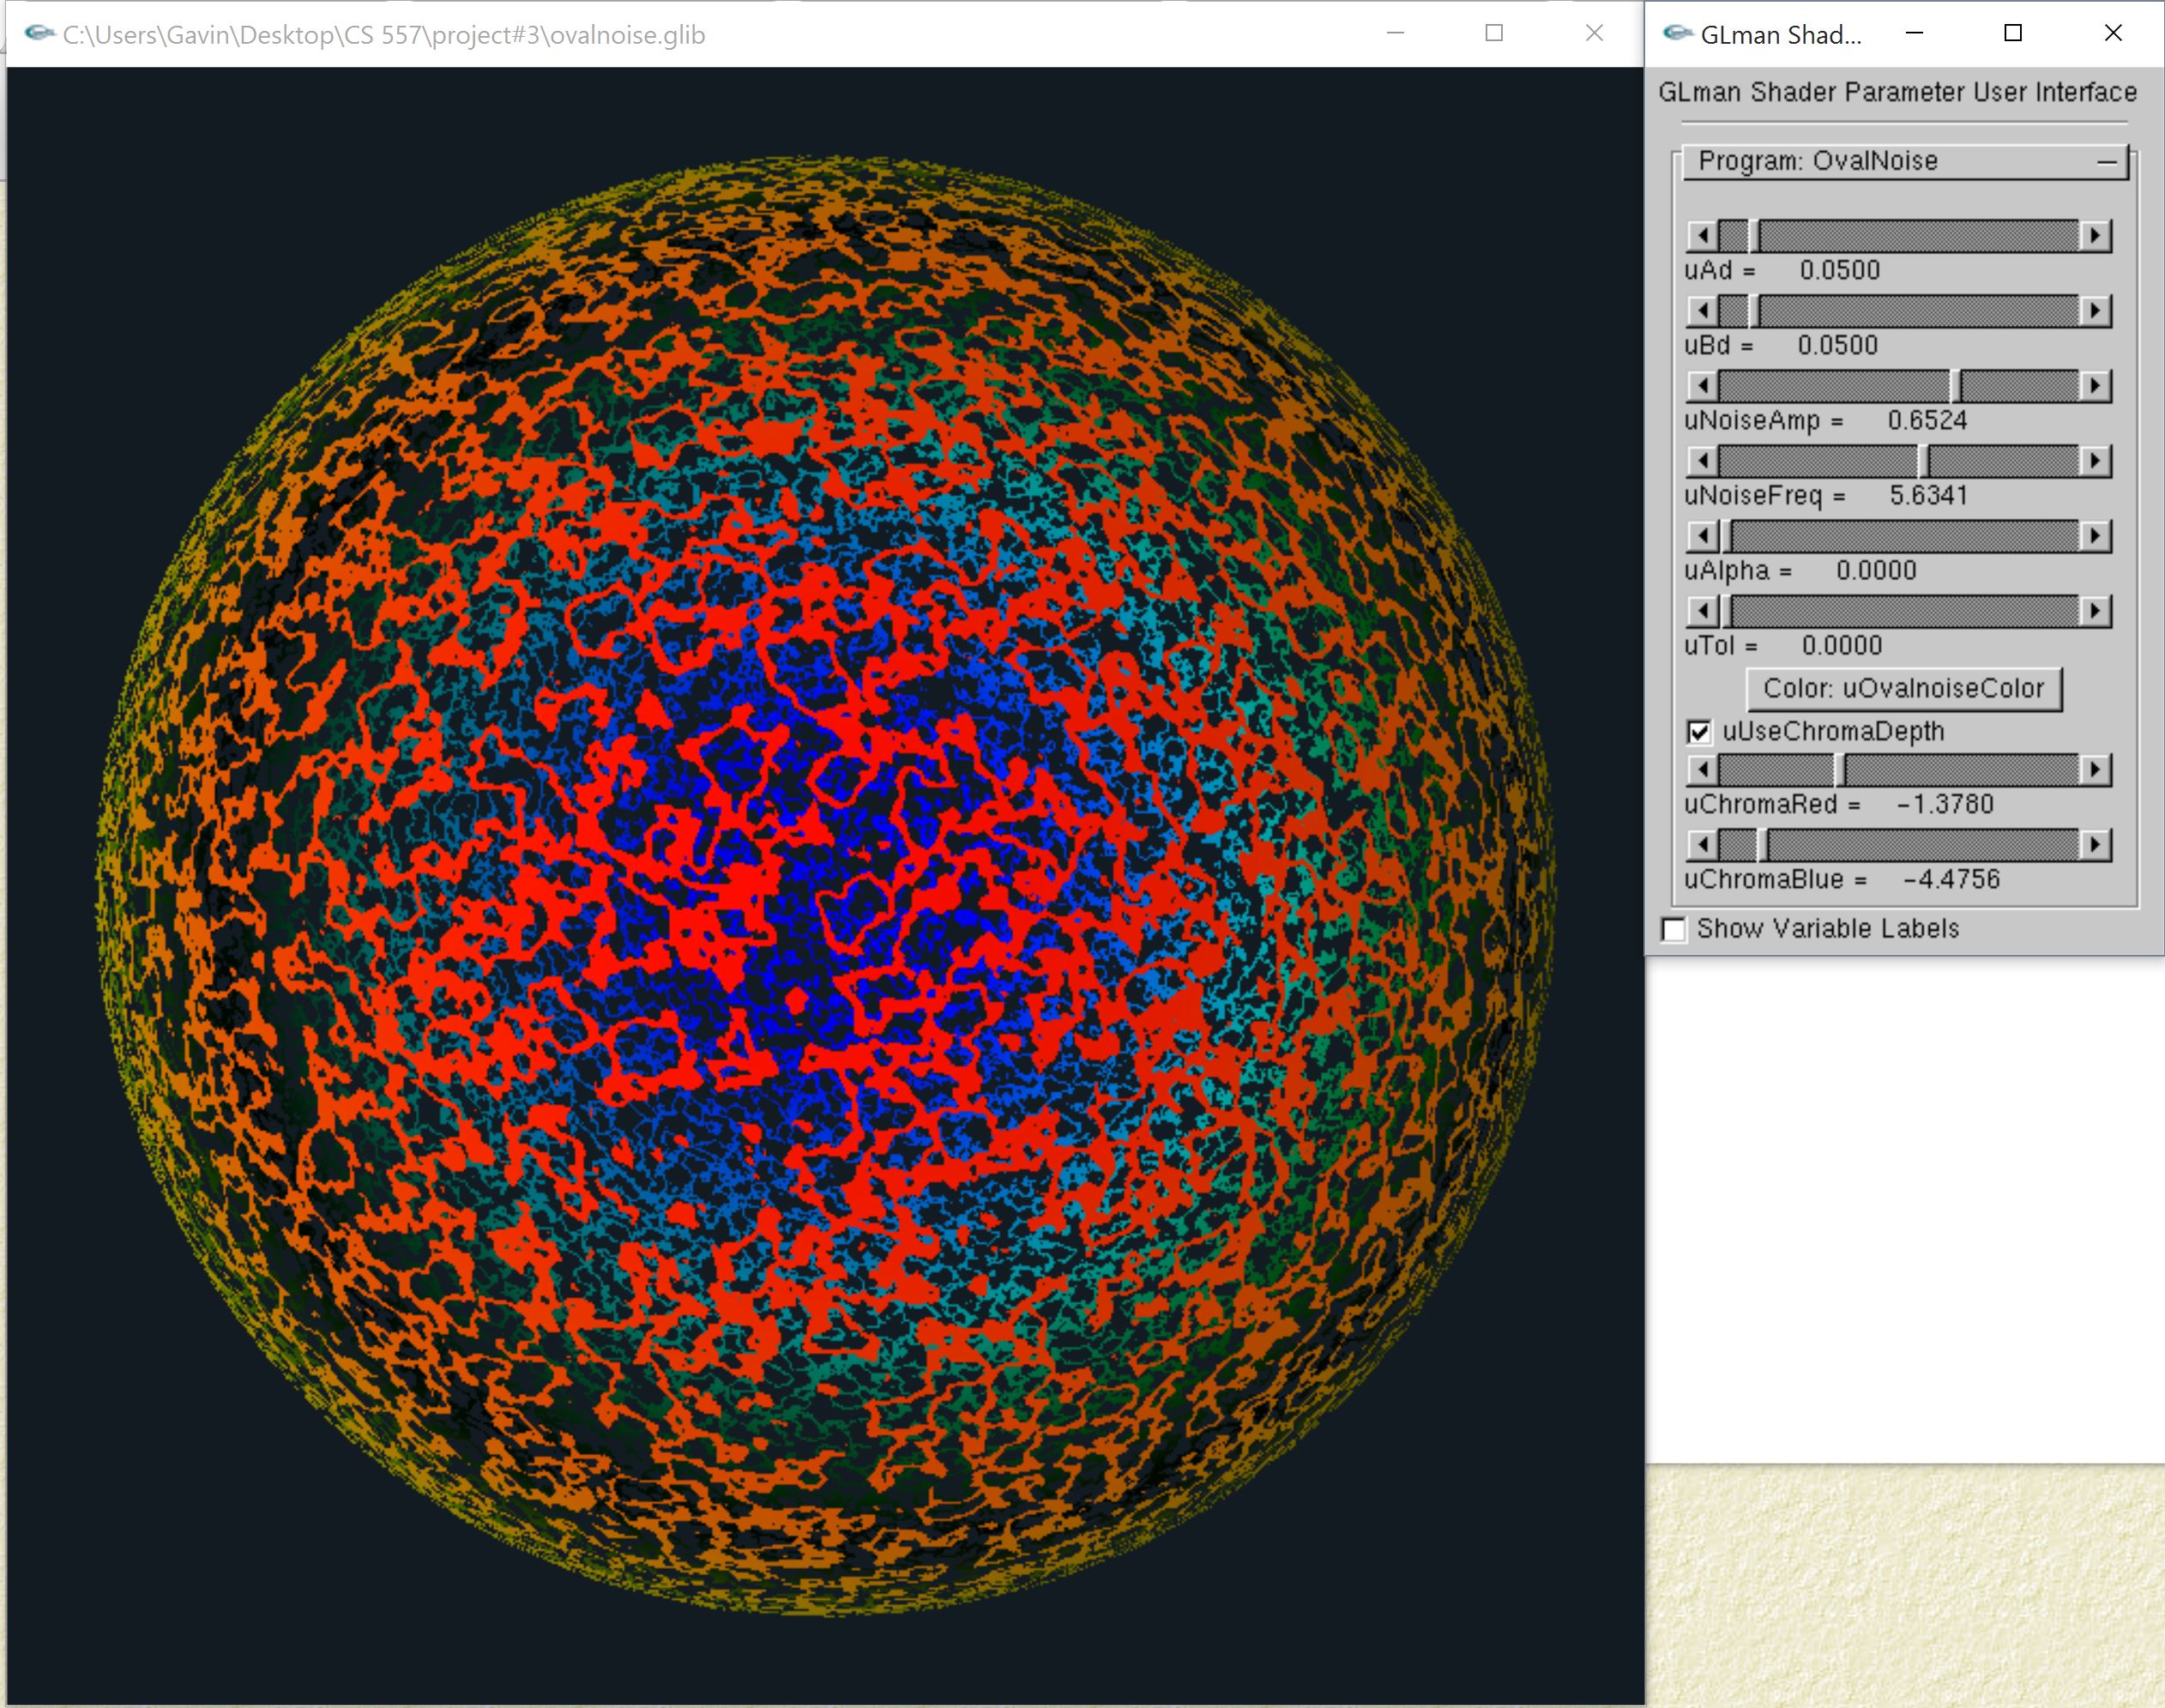 C:\Users\Gavin\Desktop\CS 557\project#3\ovalnoise.glib
GLman Shad...
GLman Shader Parameter User Interface
Program: OvalNoise
uAd = 0.0500
uBd = 0.0500
uNoiseAmp = 0.6524
uNoiseFreq = 5.6341
uAlpha = 0.0000
uTol = 0.0000
Color: uOvalnoiseColor
uUseChromaDepth
uChromaRed = -1.3780
uChromaBlue = -4.4756
Show Variable Labels